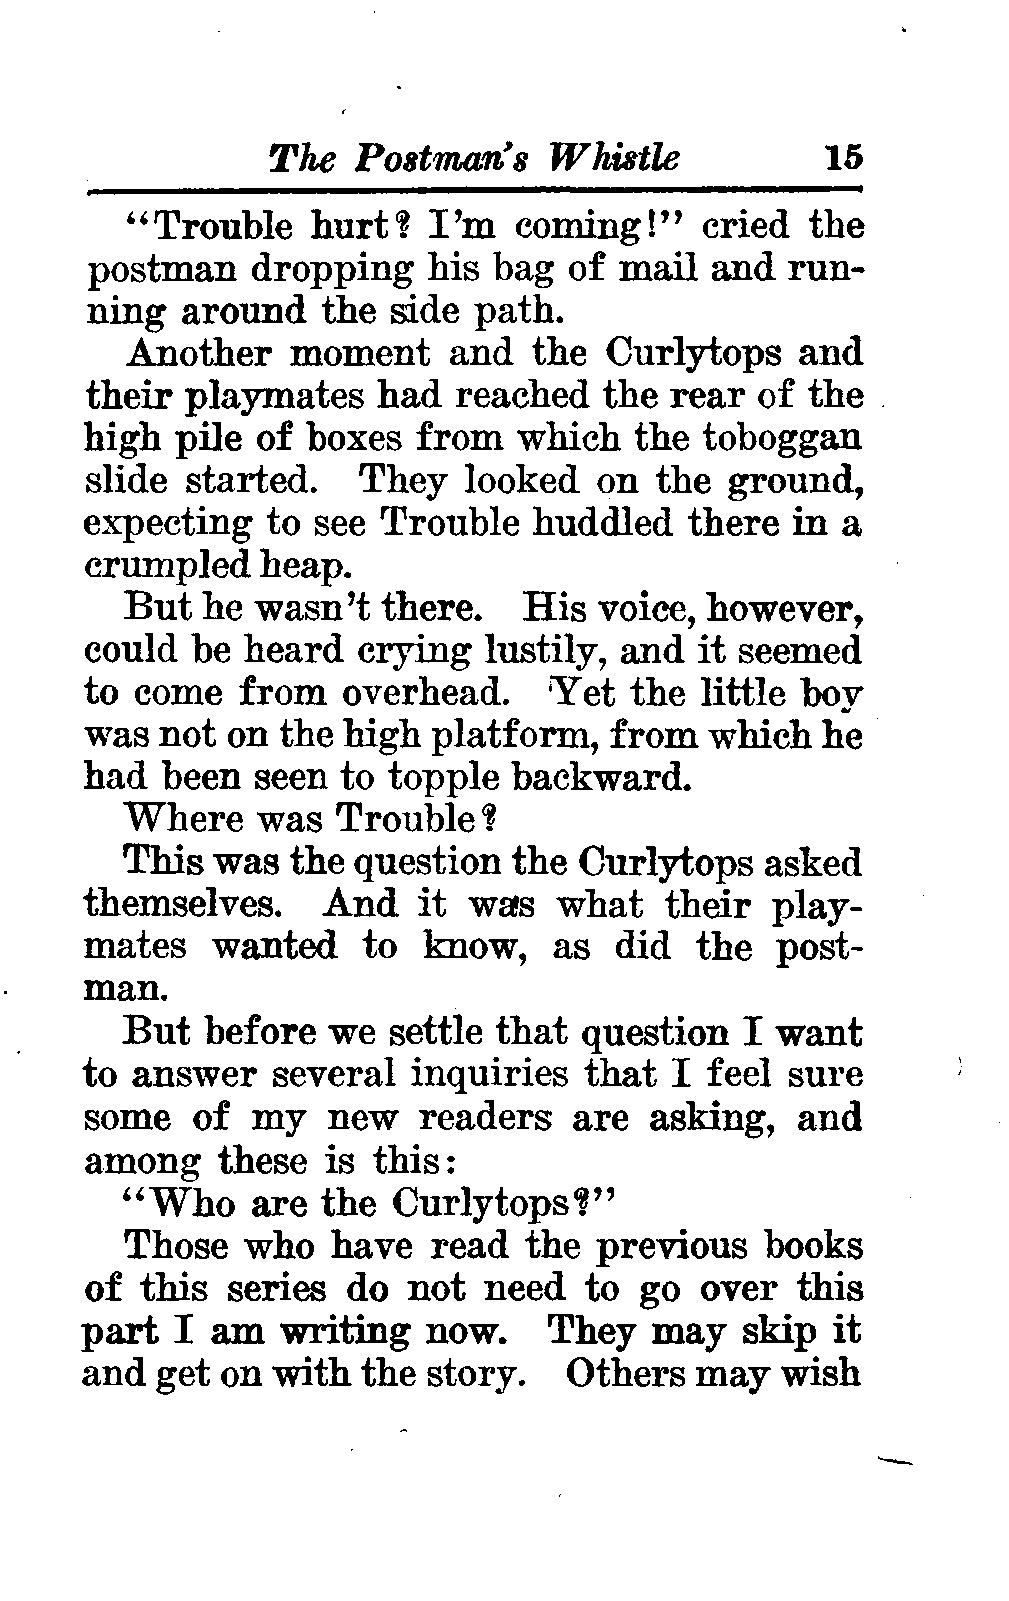 The Postman's Whistle 15
"Trouble hurt? I'm coming!" cried the
postman dropping his bag of mail and run-
ning around the side path.
Another moment and the Curlytops and
their playmates had reached the rear of the
high pile of boxes from which the toboggan
slide started. They looked on the ground,
expecting to see Trouble huddled there in a
crumpled heap.
But he wasn't there. His voice, however,
could be heard crying lustily, and it seemed
to come from overhead. Yet the little boy
was not on the high platform, from which he
had been seen to topple backward.
Where was Trouble?
This was the question the Curlytops asked
themselves. And it was what their play-
mates wanted to know, as did the post-
man.
But before we settle that question I want
to answer several inquiries that I feel sure
some of my new readers are asking, and
among these is this:
"Who are the Curlytops?"
Those who have read the previous books
of this series do not need to go over this
part I am writing now. They may skip it
and get on with the story. Others may wish